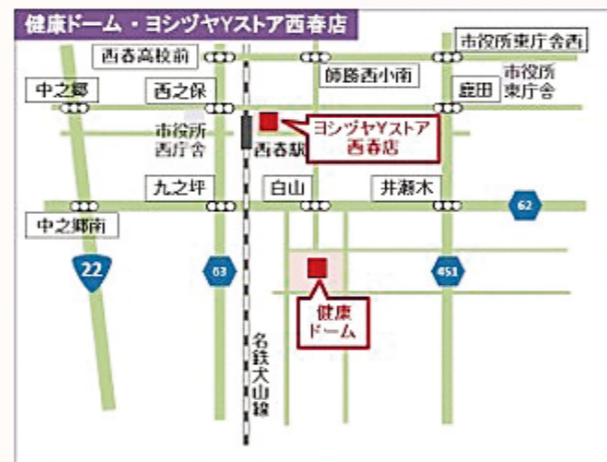 健康ドーム・ヨシヅヤYストア西春店
西春高校前
市役所東庁舎西
師勝西小南
中之郷
西之保
鹿田
市役所
東庁舎
市役所
西庁舎
西春駅
ヨシヅヤYストア
西春店
九之坪
白山
井瀬木
62
中之郷南
22
63
451
健康
ドーム
名鉄犬山線